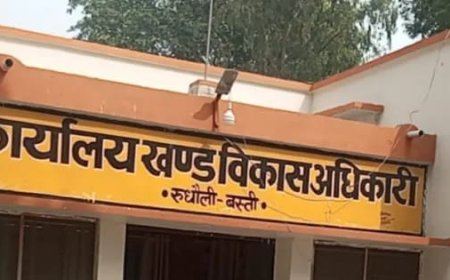 कार्यालय खण्ड विकास अधिकारी
• रुधौली-बस्ती •